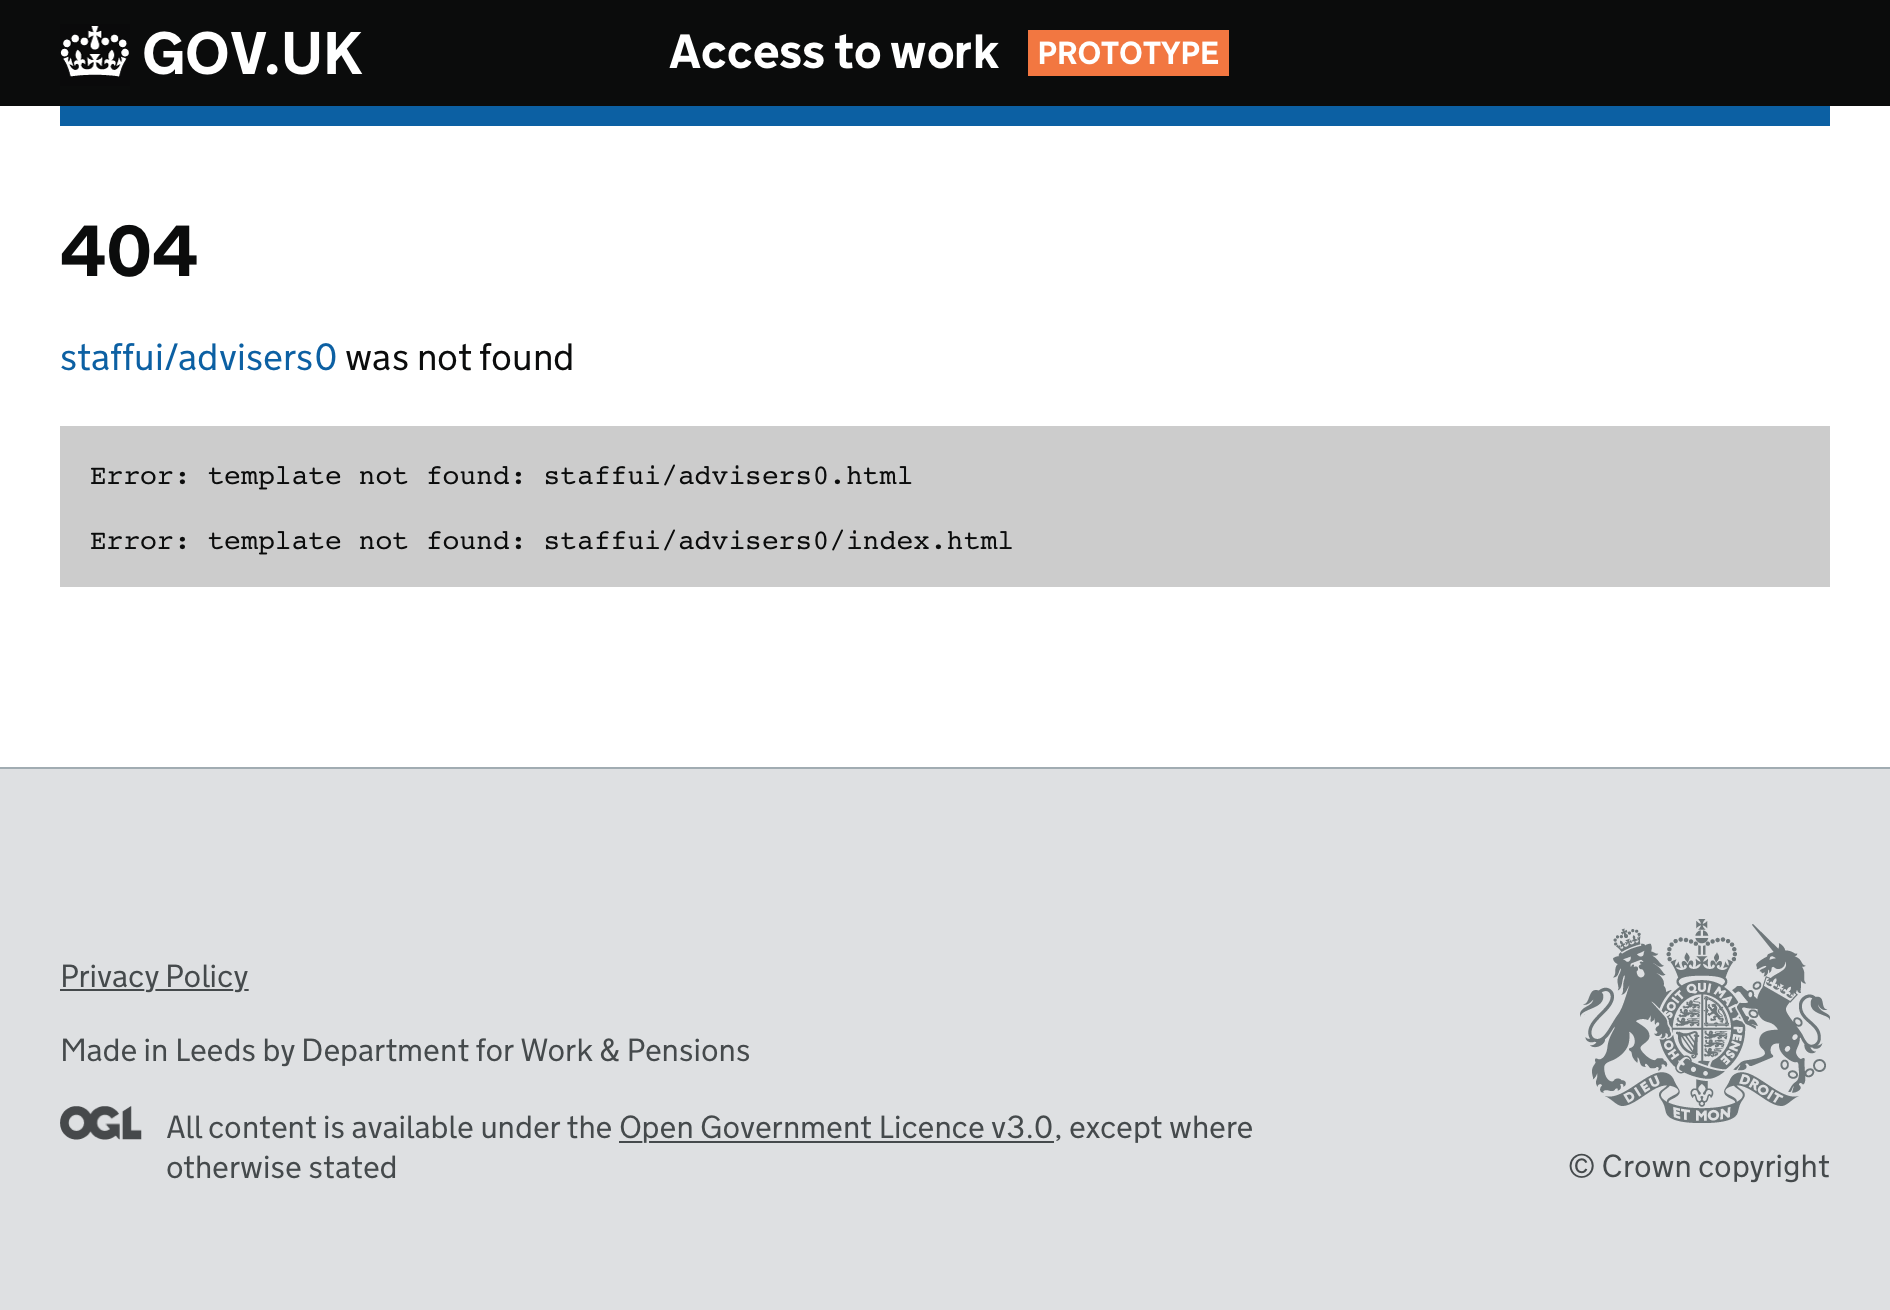 GOV.UK Access to work PROTOTYPE
404
staffui/advisers0 was not found
Error: template not found: staffui/advisers0.html
Error: template not found: staffui/advisers0/index.html
Privacy Policy
Made in Leeds by Department for Work & Pensions
OGL All content is available under the Open Government Licence v3.0, except where
otherwise stated
HONI SOIT QUI MAL Y PENSE
DIEU ET MON DROIT
© Crown copyright